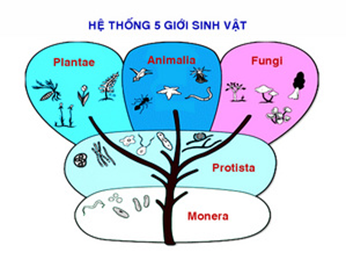 HỆ THỐNG 5 GIỚI SINH VẬT
Plantae
Animalia
Fungi
Protista
Monera